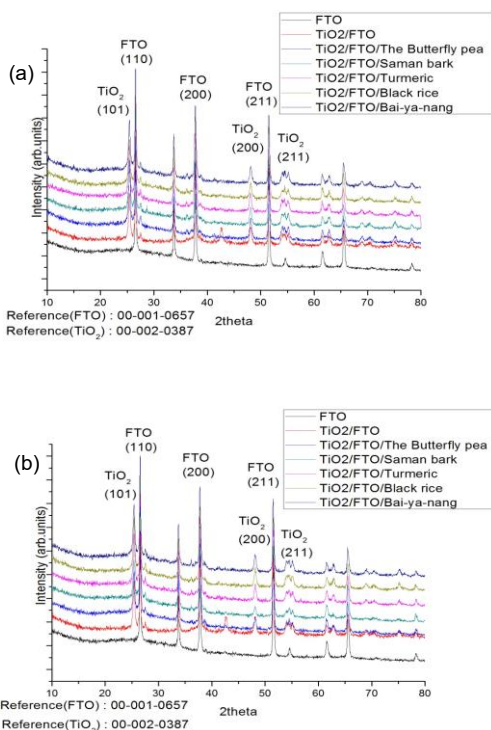 (a)
FTO
TiO2/FTO
TiO2/FTO/The Butterfly pea
TiO2/FTO/Saman bark
TiO2/FTO/Turmeric
TiO2/FTO/Black rice
TiO2/FTO/Bai-ya-nang
FTO
(110)
FTO
(200)
FTO
(211)
TiO₂
(101)
TiO₂
(200)
TiO₂
(211)
Intensity (arb.units)
10 20 30 40 50 60 70 80
2theta
Reference(FTO) : 00-001-0657
Reference(TiO₂) : 00-002-0387
(b)
FTO
TiO2/FTO
TiO2/FTO/The Butterfly pea
TiO2/FTO/Saman bark
TiO2/FTO/Turmeric
TiO2/FTO/Black rice
TiO2/FTO/Bai-ya-nang
FTO
(110)
FTO
(200)
FTO
(211)
TiO₂
(101)
TiO₂
(200)
TiO₂
(211)
Intensity (arb.units)
10 20 30 40 50 60 70 80
2theta
Reference(FTO) : 00-001-0657
Reference(TiO₂) : 00-002-0387